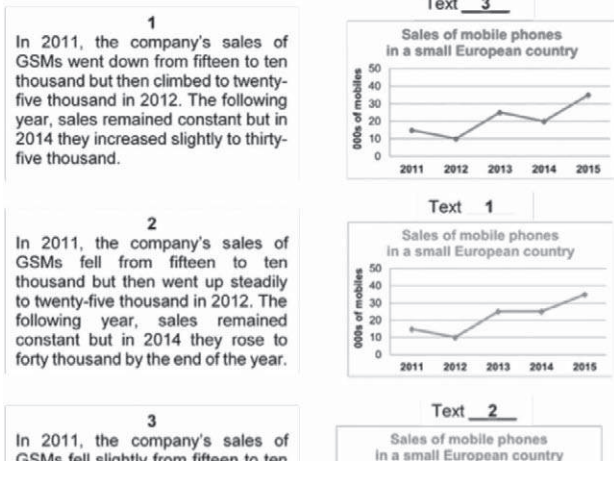 1
In 2011, the company's sales of
GSMs went down from fifteen to ten
thousand but then climbed to twenty-
five thousand in 2012. The following
year, sales remained constant but in
2014 they increased slightly to thirty-
five thousand.
2
In 2011, the company's sales of
GSMs fell from fifteen to ten
thousand but then went up steadily
to twenty-five thousand in 2012. The
following year, sales remained
constant but in 2014 they rose to
forty thousand by the end of the year.
3
In 2011, the company's sales of
GSMs fell slightly from fifteen to ten
Text 3
Sales of mobile phones
in a small European country
000s of mobiles
50
40
30
20
10
0
2011 2012 2013 2014 2015
Text 1
Sales of mobile phones
in a small European country
000s of mobiles
50
40
30
20
10
0
2011 2012 2013 2014 2015
Text 2
Sales of mobile phones
in a small European country